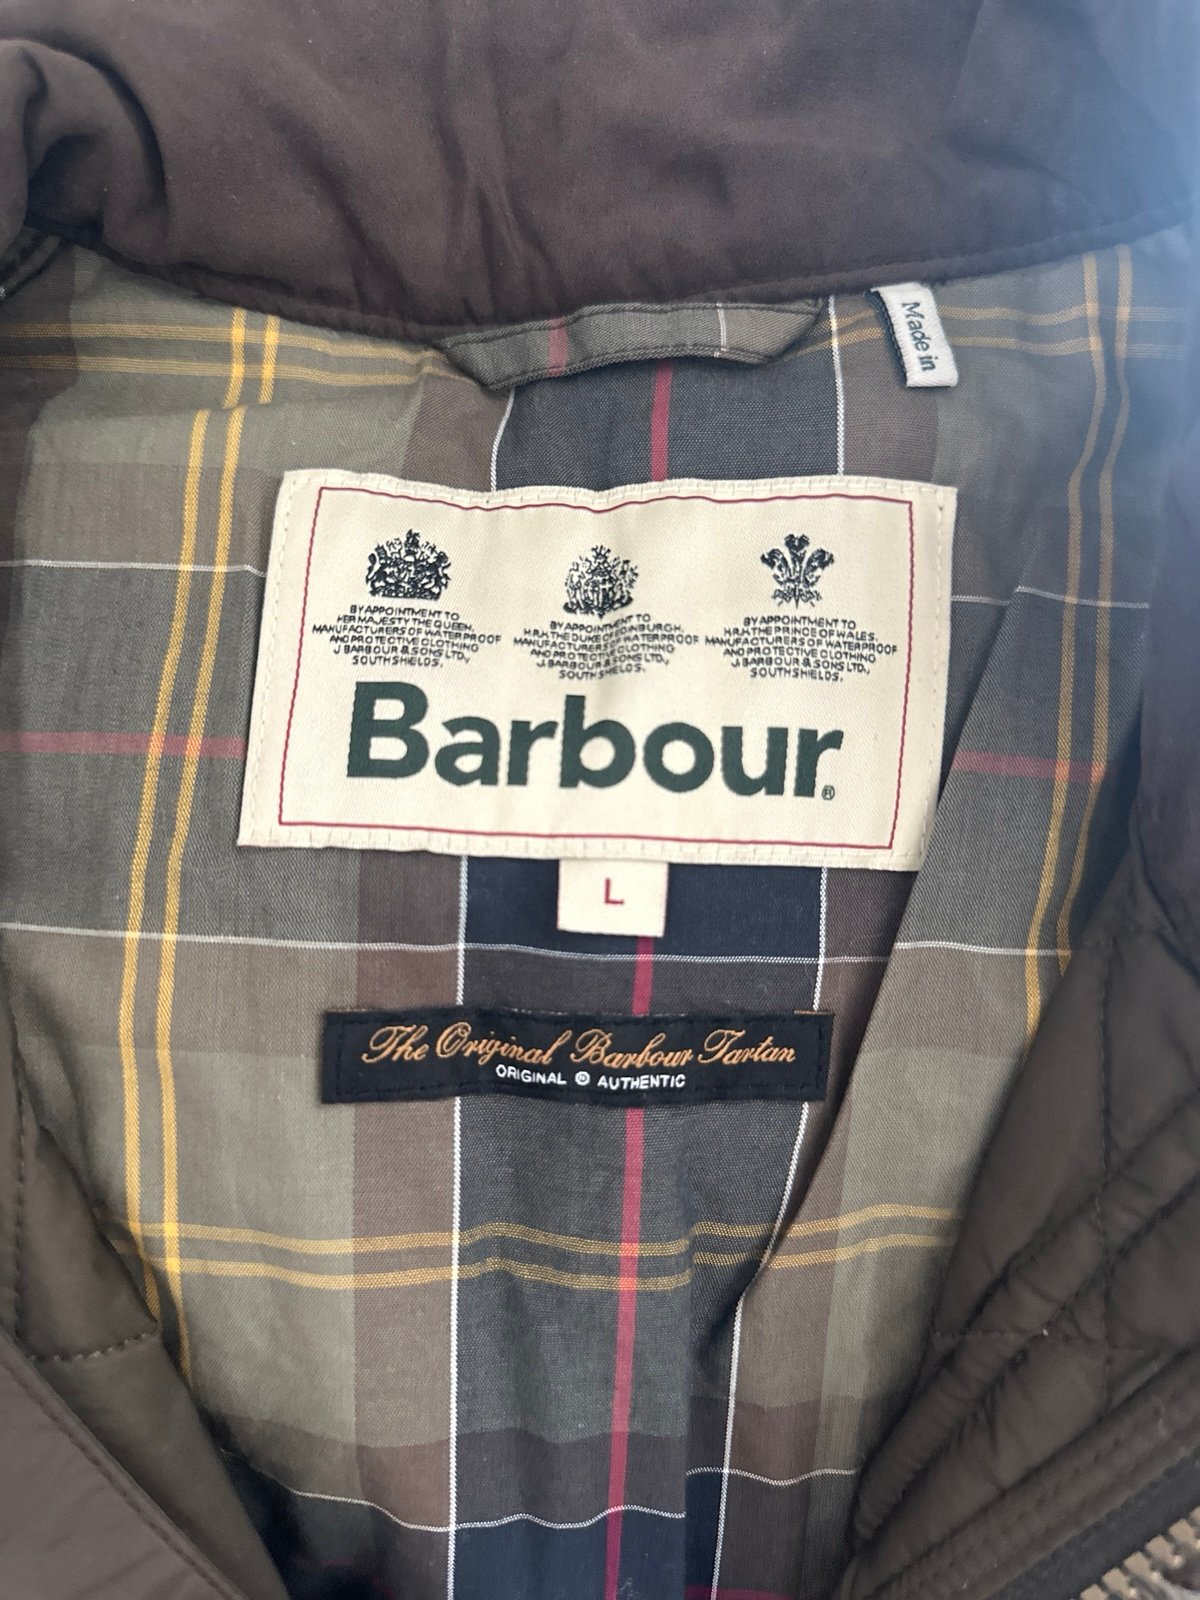 Made in
BY APPOINTMENT TO
HER MAJESTY THE QUEEN.
MANUFACTURERS OF WATERPROOF
AND PROTECTIVE CLOTHING
J. BARBOUR & SONS LTD.,
SOUTH SHIELDS.
BY APPOINTMENT TO
H.R.H. THE DUKE OF EDINBURGH.
MANUFACTURERS OF WATERPROOF
AND PROTECTIVE CLOTHING
J. BARBOUR & SONS LTD.,
SOUTH SHIELDS.
BY APPOINTMENT TO
H.R.H. THE PRINCE OF WALES.
MANUFACTURERS OF WATERPROOF
AND PROTECTIVE CLOTHING
J. BARBOUR & SONS LTD.,
SOUTH SHIELDS.
Barbour®
L
The Original Barbour Tartan
ORIGINAL AUTHENTIC